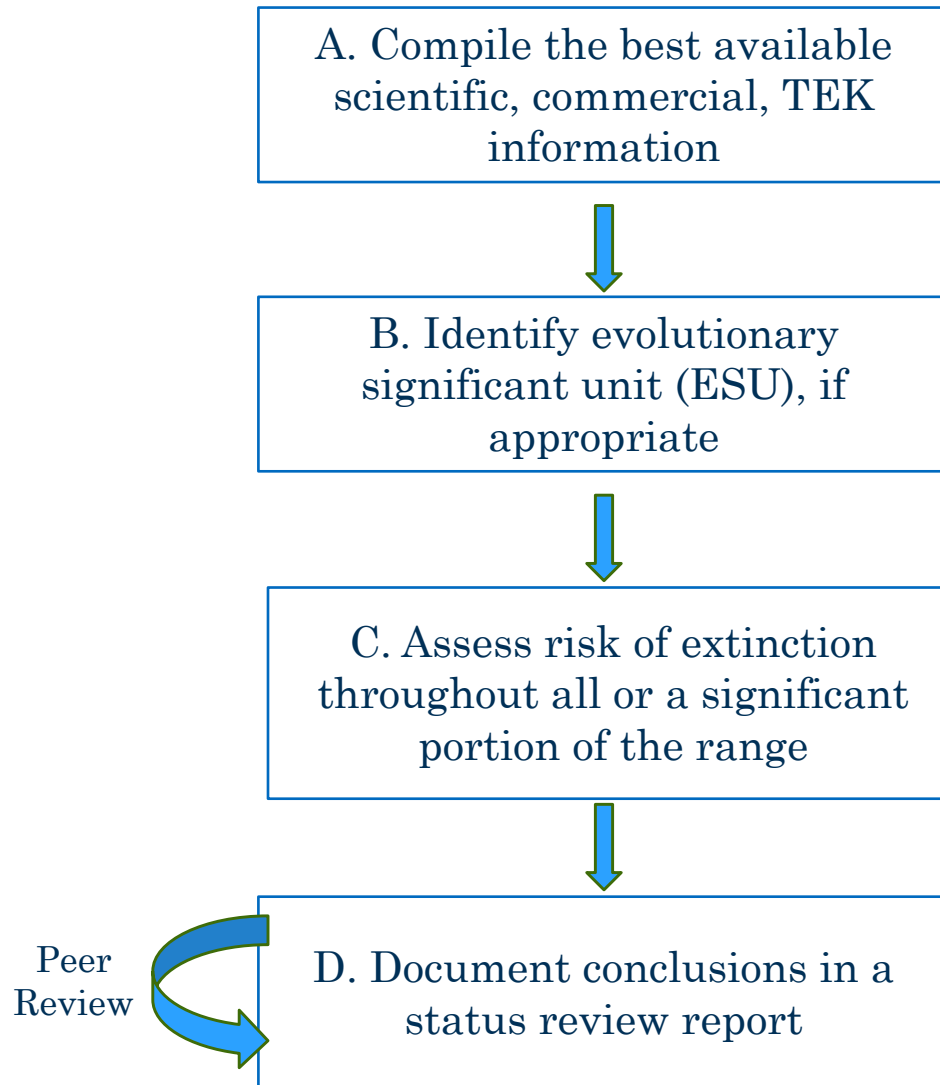 A. Compile the best available
scientific, commercial, TEK
information
B. Identify evolutionary
significant unit (ESU), if
appropriate
C. Assess risk of extinction
throughout all or a significant
portion of the range
Peer
Review
D. Document conclusions in a
status review report